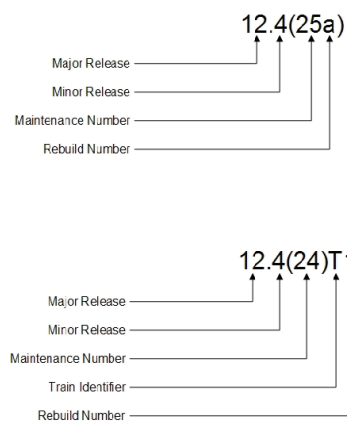 12.4(25a)
Major Release
Minor Release
Maintenance Number
Rebuild Number
12.4(24)T
Major Release
Minor Release
Maintenance Number
Train Identifier
Rebuild Number